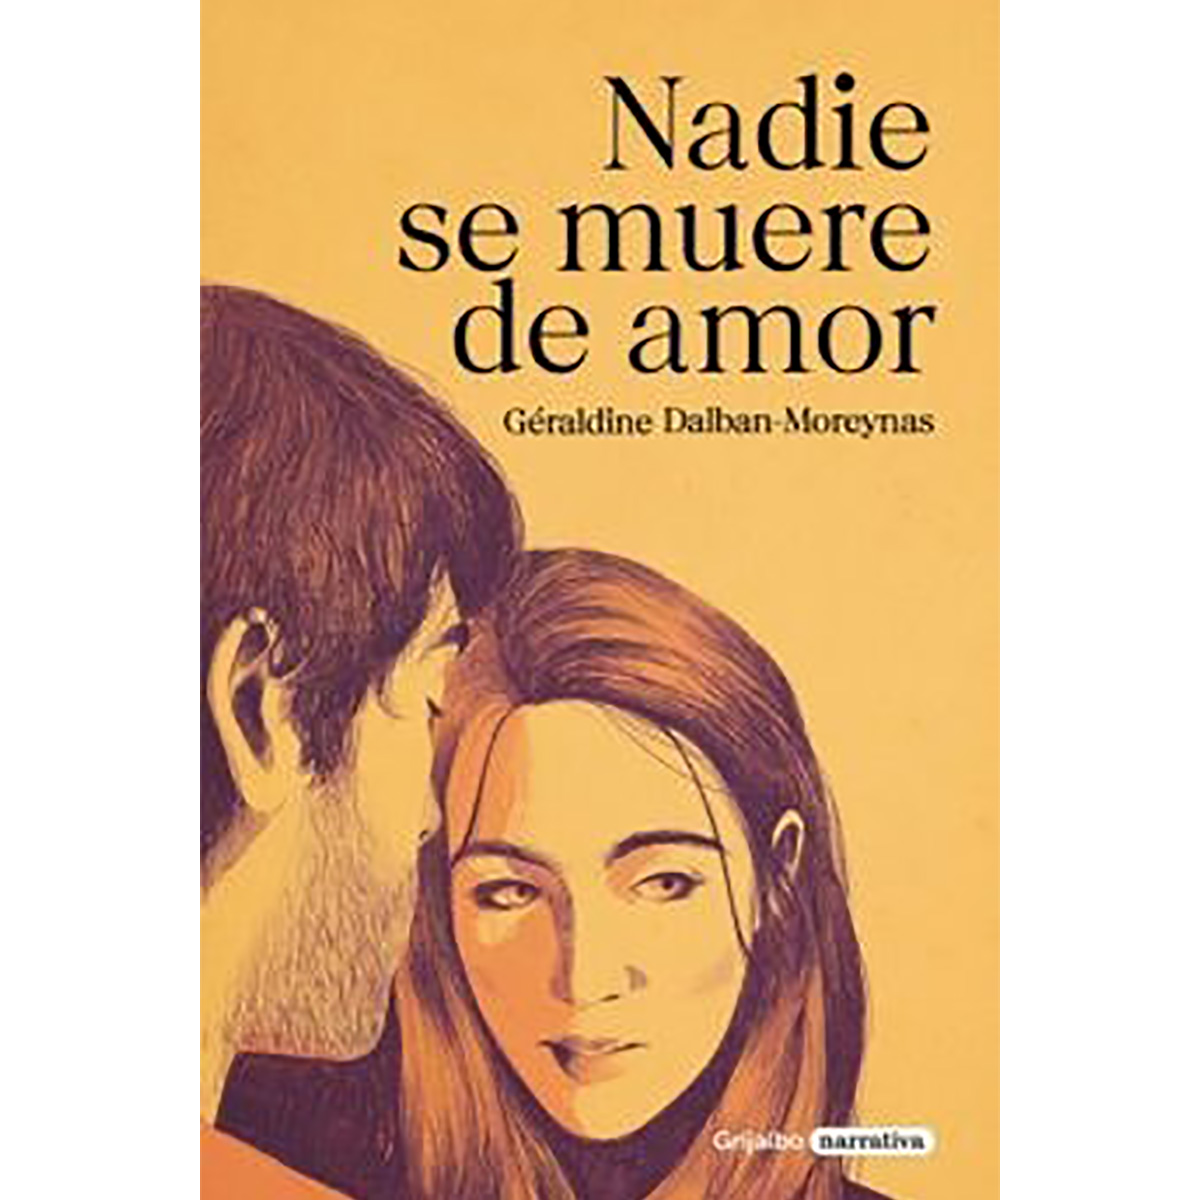 Nadie
se muere
de amor
Géraldine Dalban-Moreynas
Grijalbo narrativa